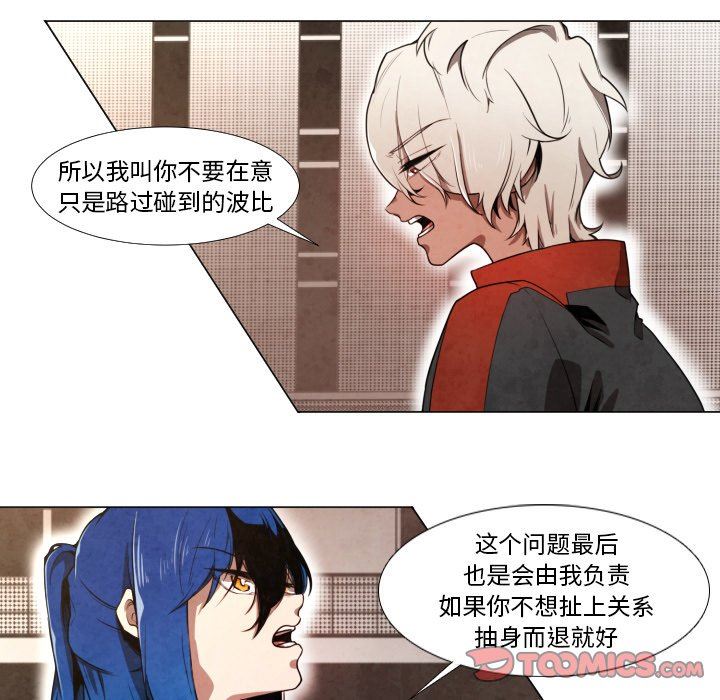 所以我叫你不要在意
只是路过碰到的波比
这个问题最后
也是会由我负责
如果你不想扯上关系
抽身而退就好
TOOMICS.COM